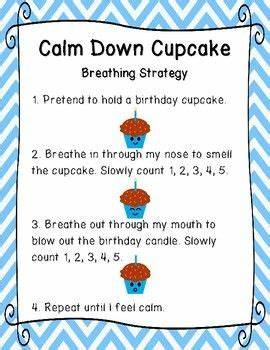 Calm Down Cupcake
Breathing Strategy
1. Pretend to hold a birthday cupcake.
2. Breathe in through my nose to smell
the cupcake. Slowly count 1, 2, 3, 4, 5.
3. Breathe out through my mouth to
blow out the birthday candle. Slowly
count 1, 2, 3, 4, 5.
4. Repeat until I feel calm.